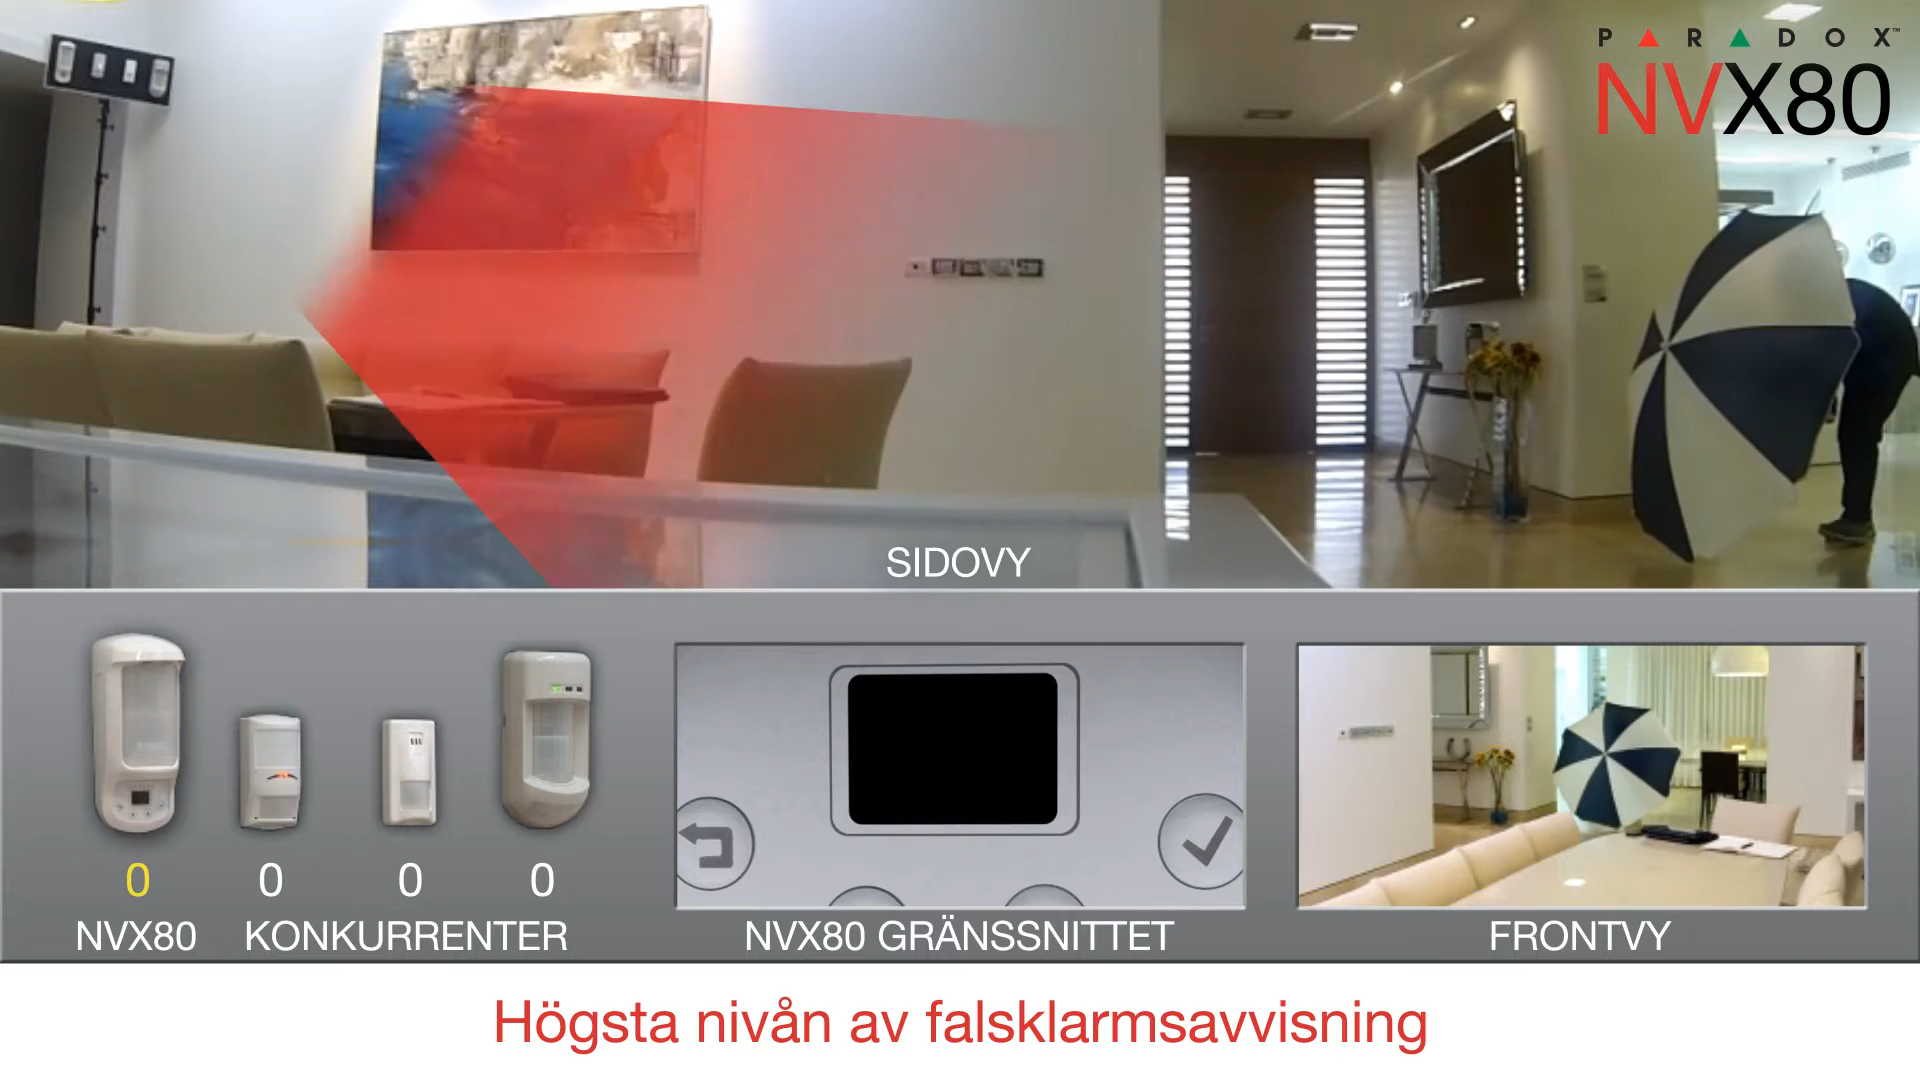 PARADOX™
NVX80
SIDOVY
0 0 0 0
NVX80 KONKURRENTER
NVX80 GRÄNSSNITTET
FRONTVY
Högsta nivån av falsklarmsavvisning